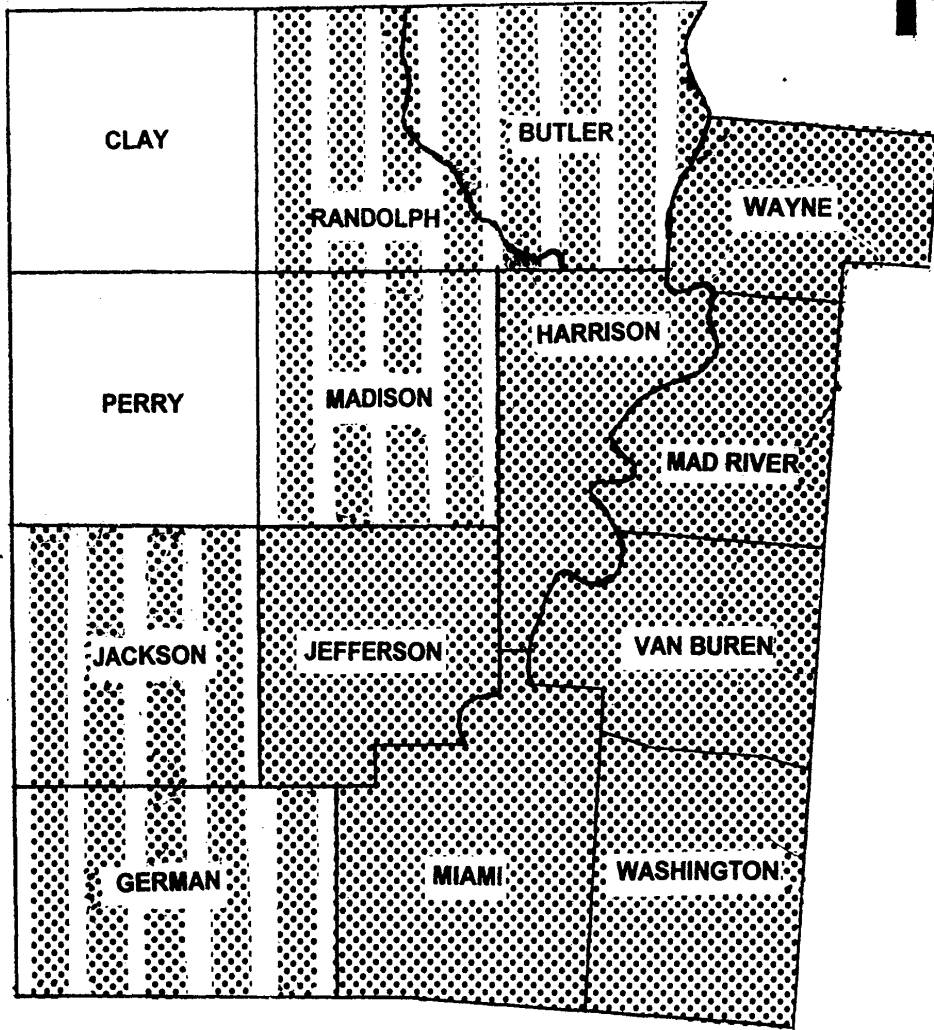 CLAY
BUTLER
RANDOLPH
WAYNE
HARRISON
PERRY
MADISON
MAD RIVER
JACKSON
JEFFERSON
VAN BUREN
GERMAN
MIAMI
WASHINGTON